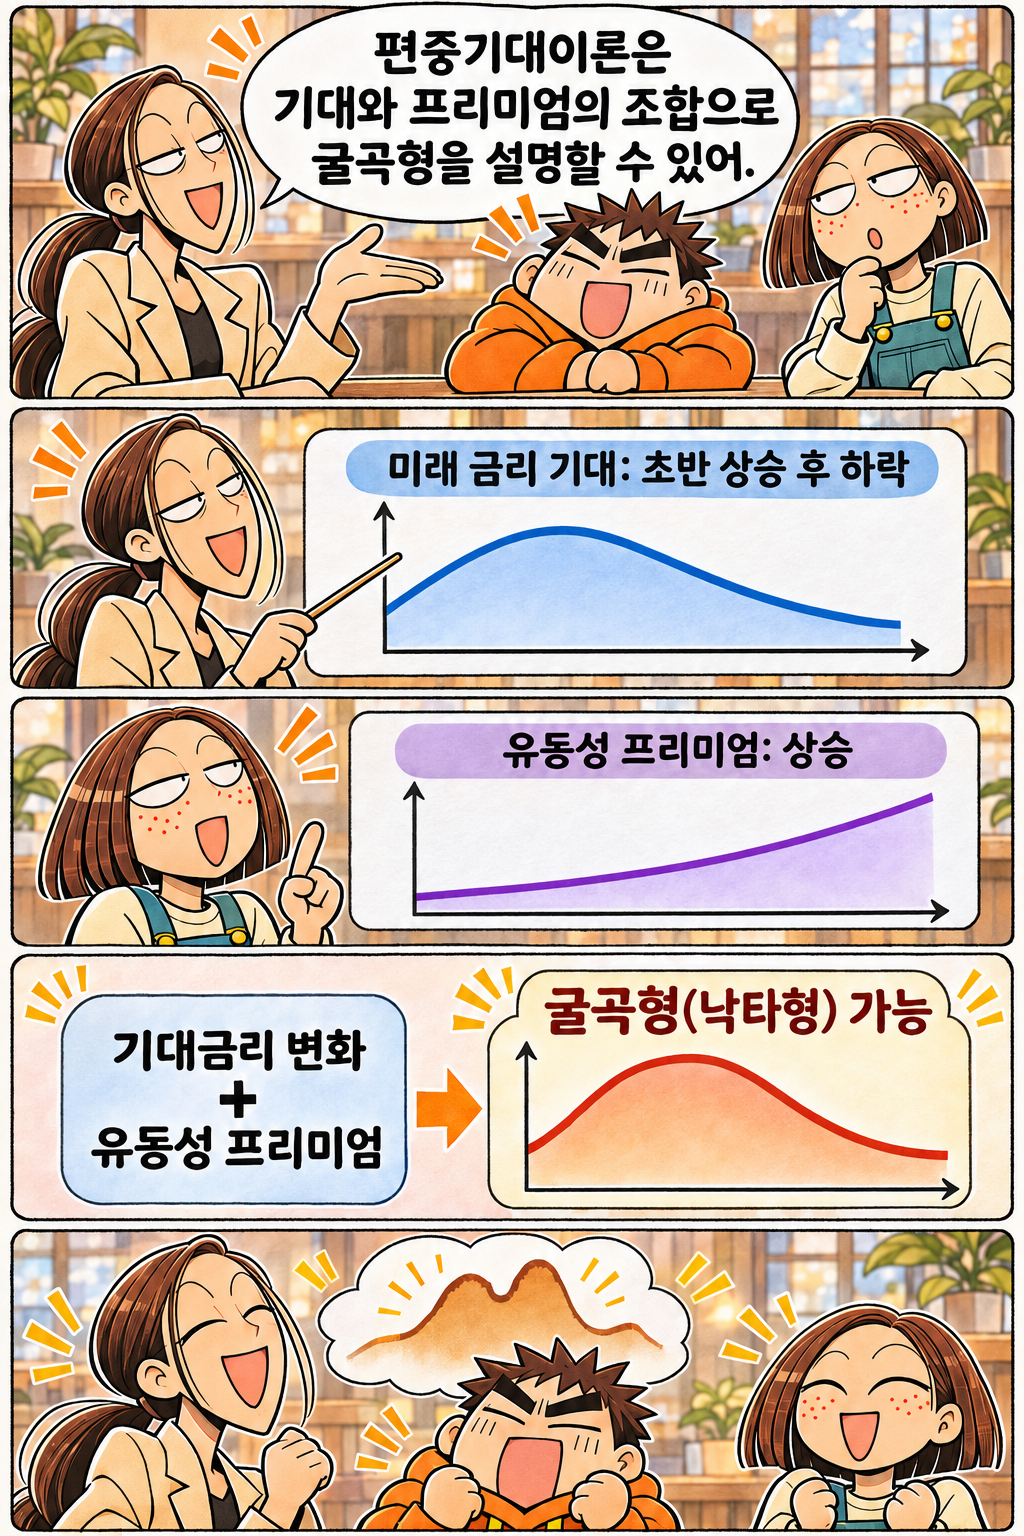 편중기대이론은
기대와 프리미엄의 조합으로
굴곡형을 설명할 수 있어.
미래 금리 기대: 초반 상승 후 하락
유동성 프리미엄: 상승
기대금리 변화
+
유동성 프리미엄
굴곡형(낙타형) 가능